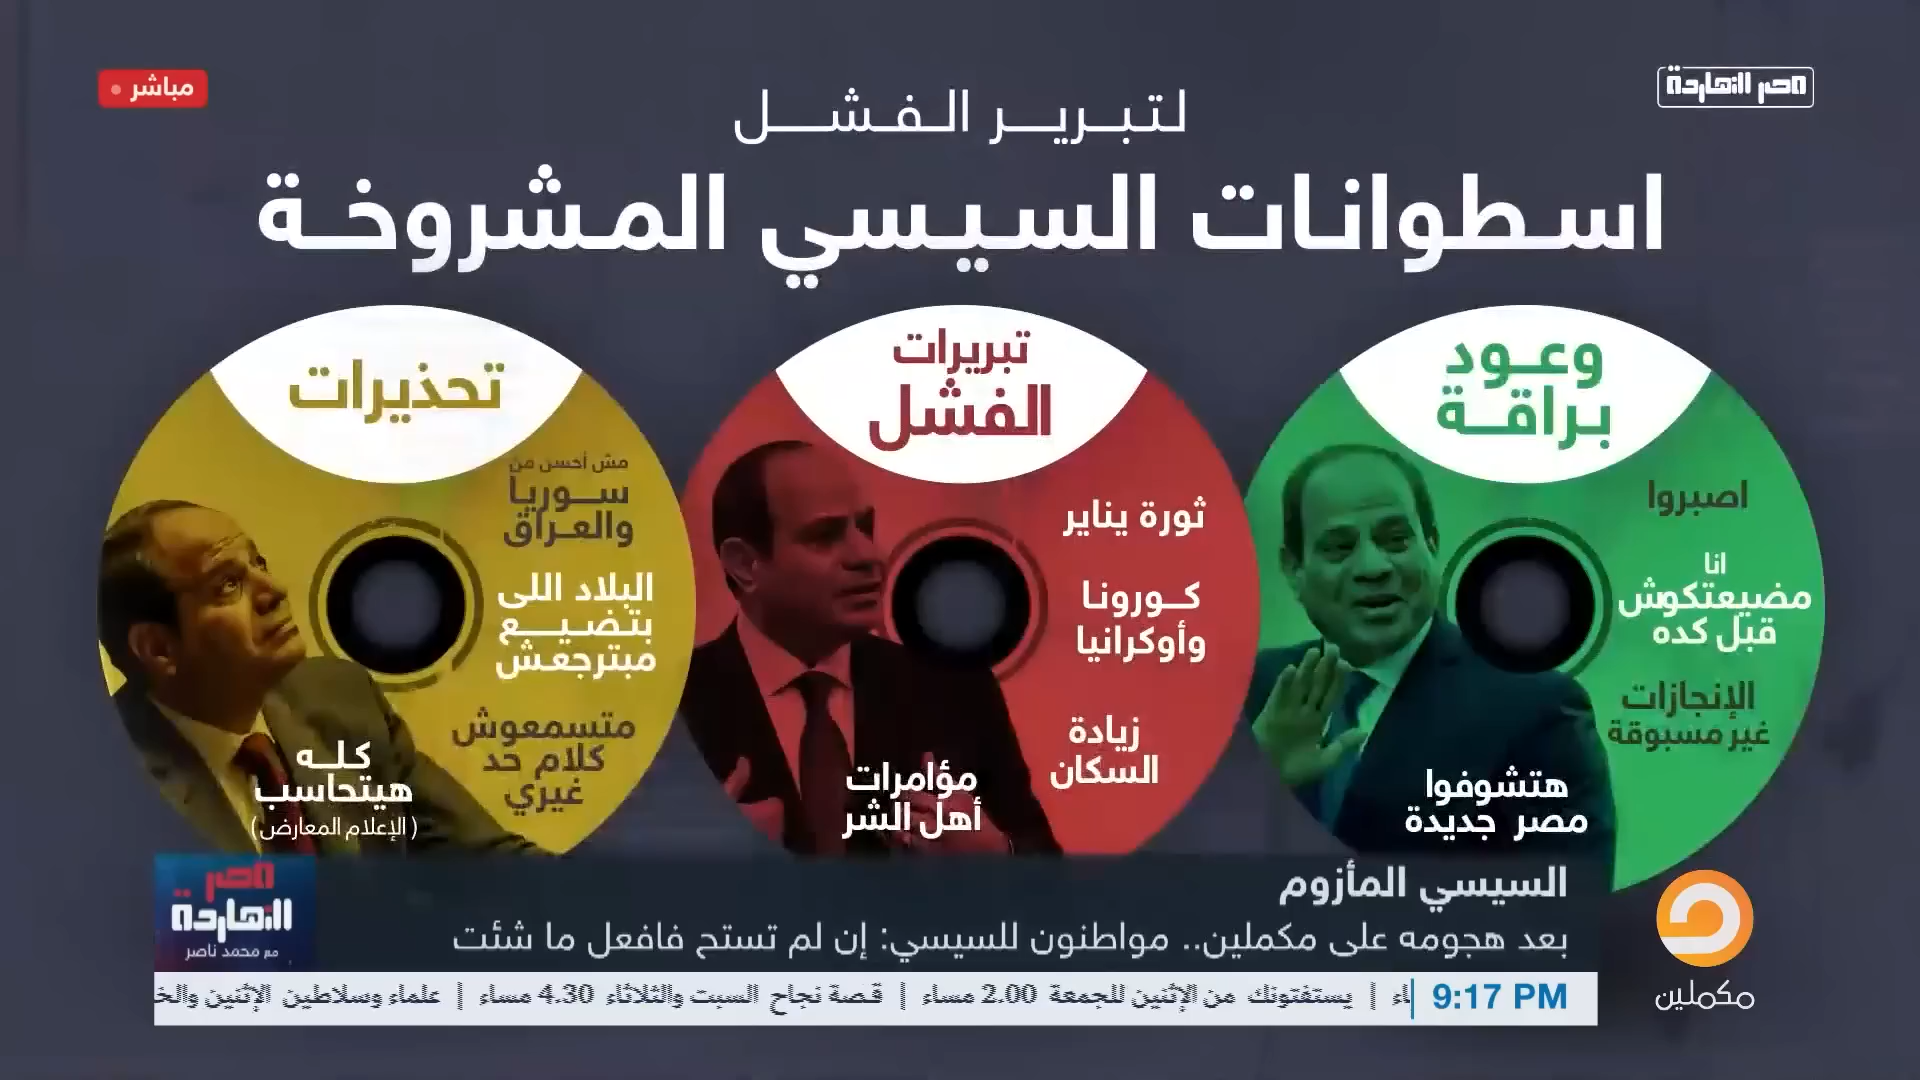 مصر النهاردة
مباشر
لتبرير الفشل
اسطوانات السيسي المشروخة
وعود
براقة
اصبروا
انا
مضيعتكوش
قبل كده
الإنجازات
غير مسبوقة
هتشوفوا
مصر جديدة
تبريرات
الفشل
ثورة يناير
كورونا
وأوكرانيا
زيادة
السكان
مؤامرات
أهل الشر
تحذيرات
مش أحسن من
سوريا
والعراق
البلاد اللى
بتضيع
مبترجعش
متسمعوش
كلام حد
غيري
كله
هيتحاسب
(الإعلام المعارض)
السيسي المأزوم
بعد هجومه على مكملين.. مواطنون للسيسي: إن لم تستح فافعل ما شئت
مصر
النهاردة
مع محمد ناصر
9:17 PM
اء | يستفتونك من الإثنين للجمعة 2.00 مساء | قصة نجاح السبت والثلاثاء 4.30 مساء | علماء وسلاطين الإثنين والخ
مكملين